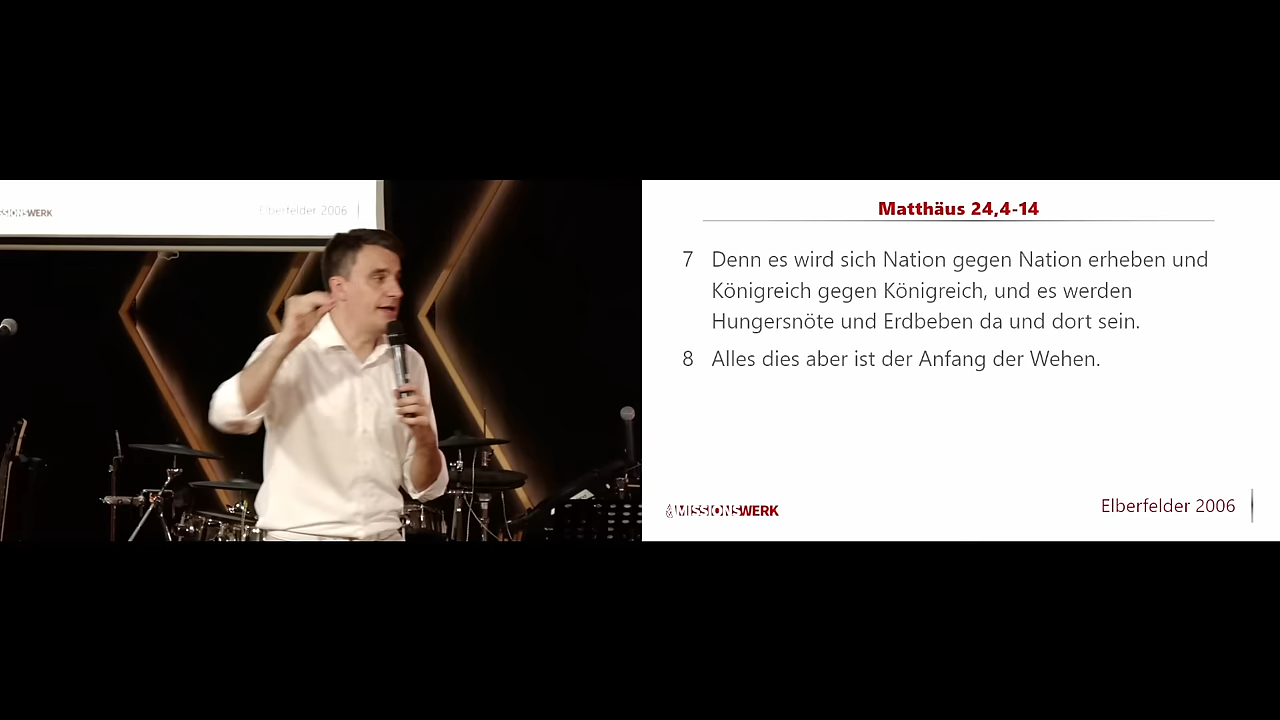 SIONSWERK
Elberfelder 2006
Matthäus 24,4-14
7 Denn es wird sich Nation gegen Nation erheben und
Königreich gegen Königreich, und es werden
Hungersnöte und Erdbeben da und dort sein.
8 Alles dies aber ist der Anfang der Wehen.
MISSIONSWERK
Elberfelder 2006